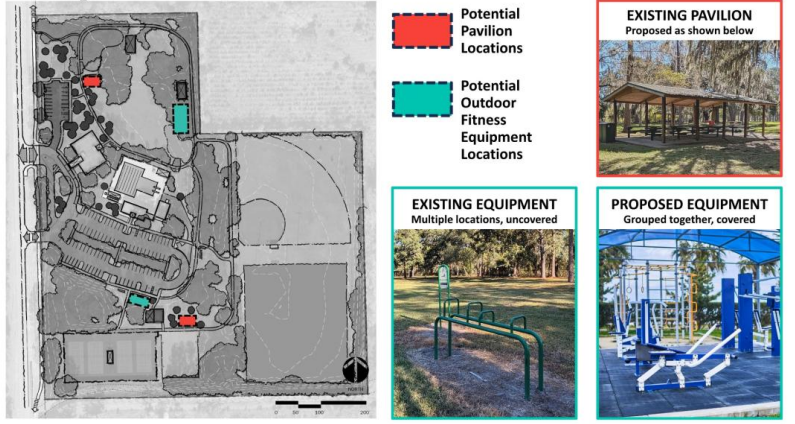 Potential
Pavilion
Locations
Potential
Outdoor
Fitness
Equipment
Locations
EXISTING PAVILION
Proposed as shown below
EXISTING EQUIPMENT
Multiple locations, uncovered
PROPOSED EQUIPMENT
Grouped together, covered
NORTH
0 50 100 200